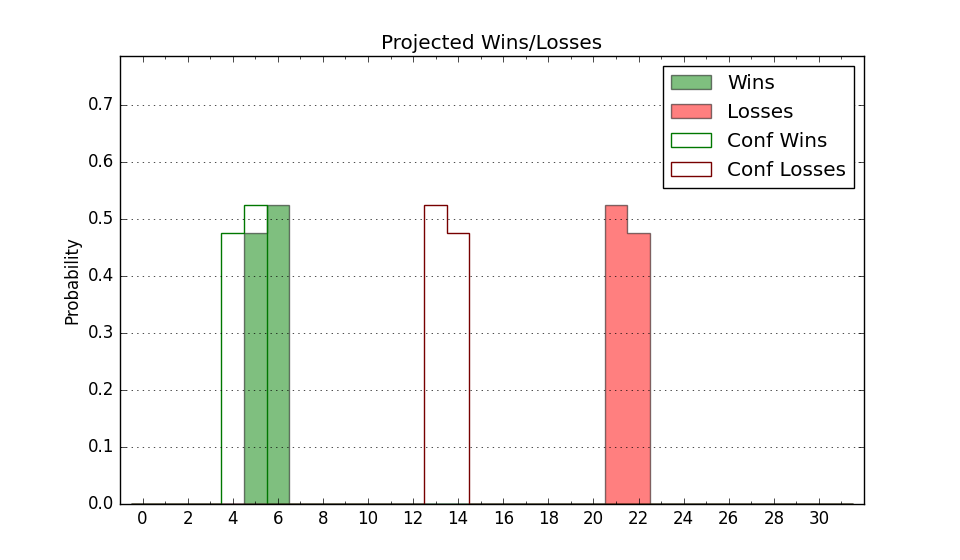 Projected Wins/Losses
Wins
Losses
Conf Wins
Conf Losses
Probability
0.7
0.6
0.5
0.4
0.3
0.2
0.1
0.0
0 2 4 6 8 10 12 14 16 18 20 22 24 26 28 30